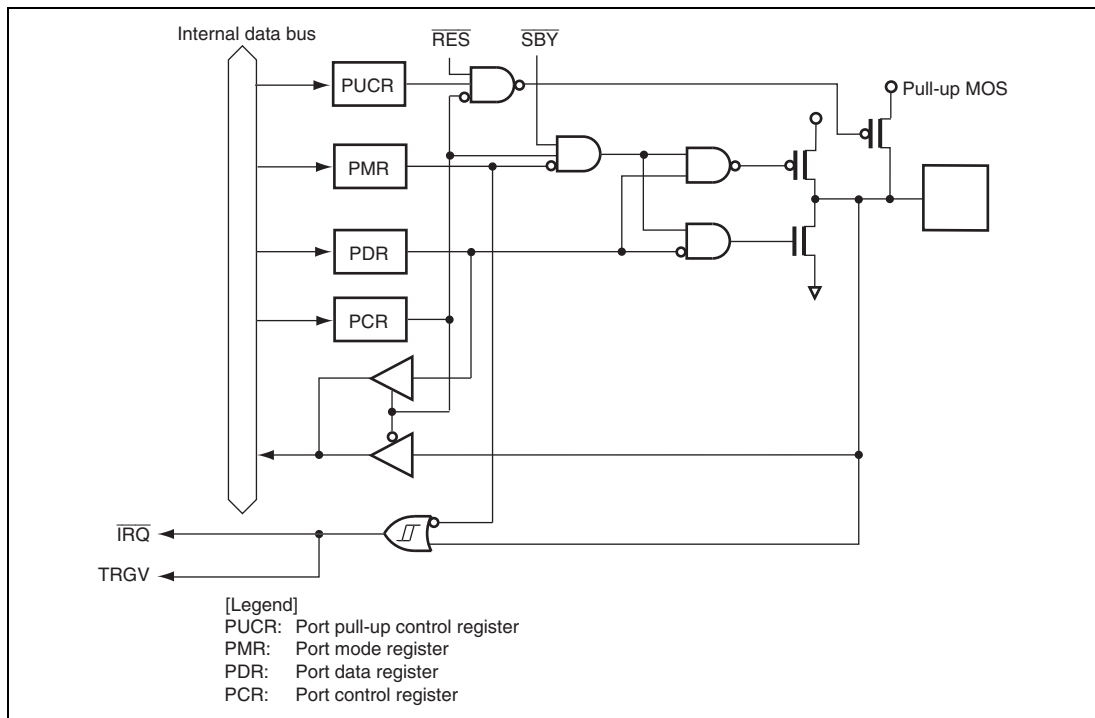 Internal data bus
RES
SBY
PUCR
Pull-up MOS
PMR
PDR
PCR
IRQ
TRGV
[Legend]
PUCR: Port pull-up control register
PMR: Port mode register
PDR: Port data register
PCR: Port control register